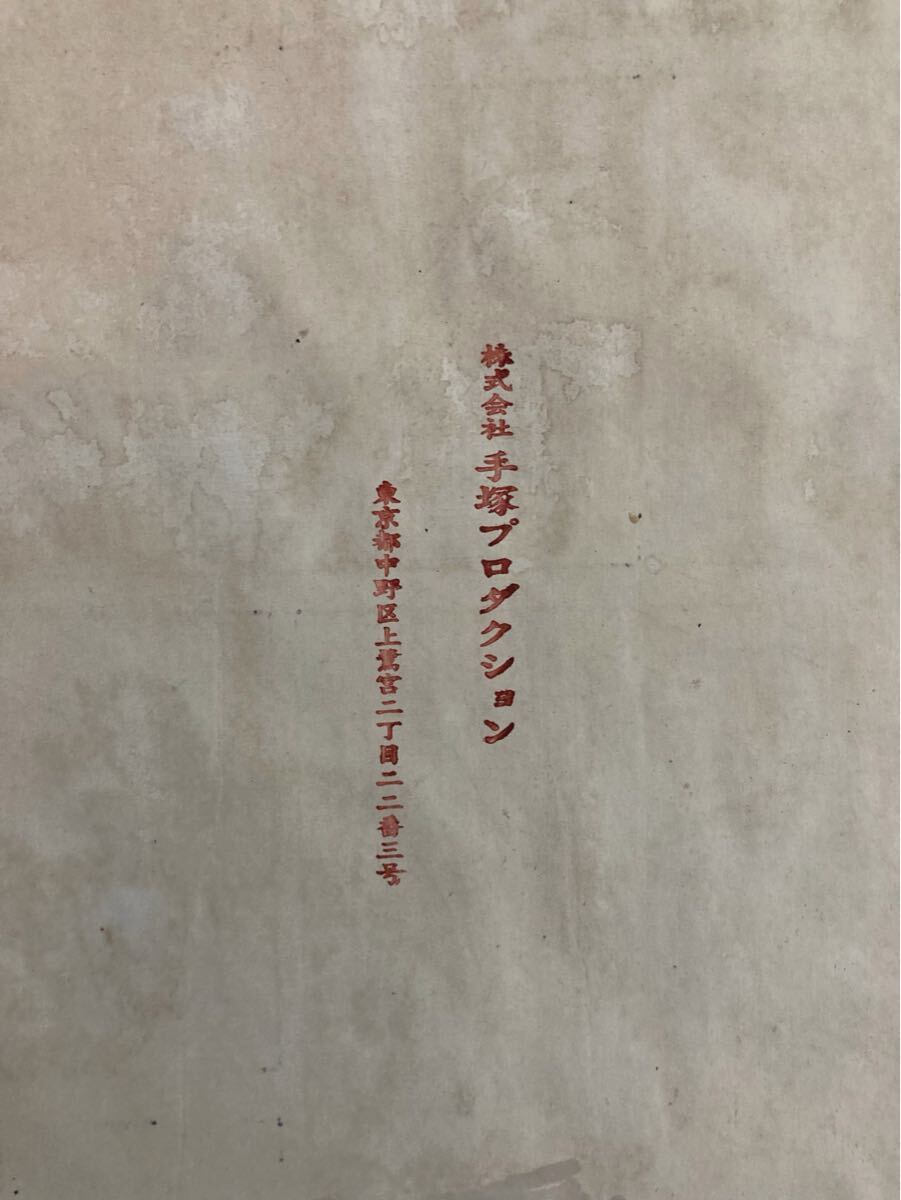 株式会社 手塚プロダクション
東京都中野区上鷺宮二丁目二二番三号